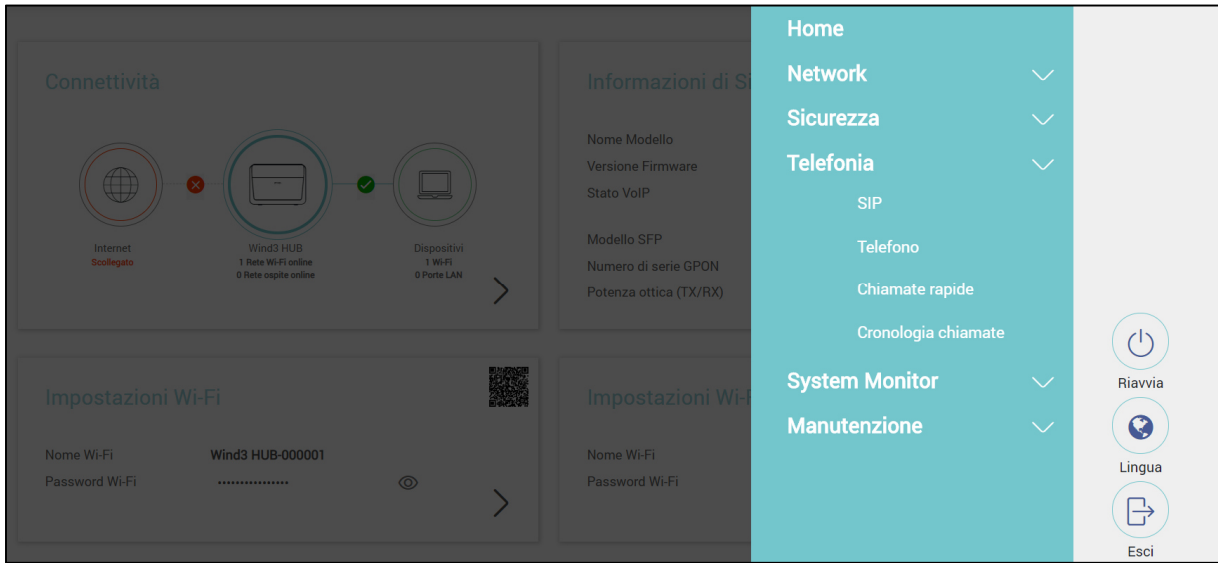 Connettività
Internet
Scollegato
Wind3 HUB
1 Rete Wi-Fi online
0 Rete ospite online
Dispositivi
1 Wi-Fi
0 Porte LAN
Informazioni di Si
Nome Modello
Versione Firmware
Stato VoIP
Modello SFP
Numero di serie GPON
Potenza ottica (TX/RX)
Impostazioni Wi-Fi
Nome Wi-Fi Wind3 HUB-000001
Password Wi-Fi ................
Impostazioni Wi-F
Nome Wi-Fi
Password Wi-Fi
Home
Network
Sicurezza
Telefonia
SIP
Telefono
Chiamate rapide
Cronologia chiamate
System Monitor
Manutenzione
Riavvia
Lingua
Esci